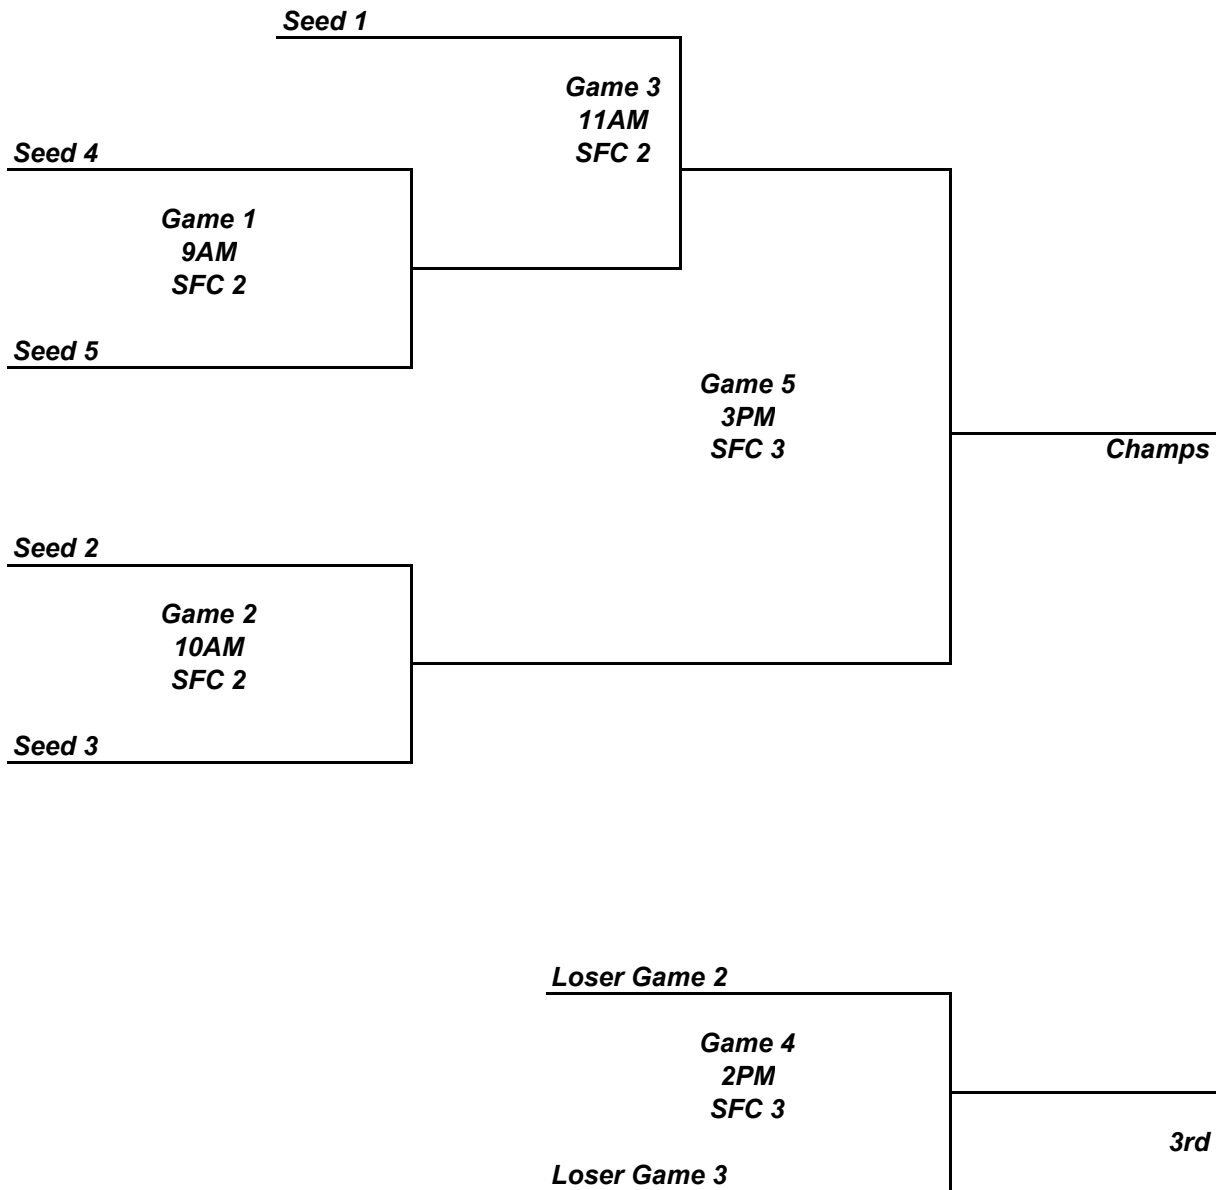 Seed 1
Game 3
11AM
SFC 2
Seed 4
Game 1
9AM
SFC 2
Seed 5
Game 5
3PM
SFC 3
Champs
Seed 2
Game 2
10AM
SFC 2
Seed 3
Loser Game 2
Game 4
2PM
SFC 3
3rd
Loser Game 3